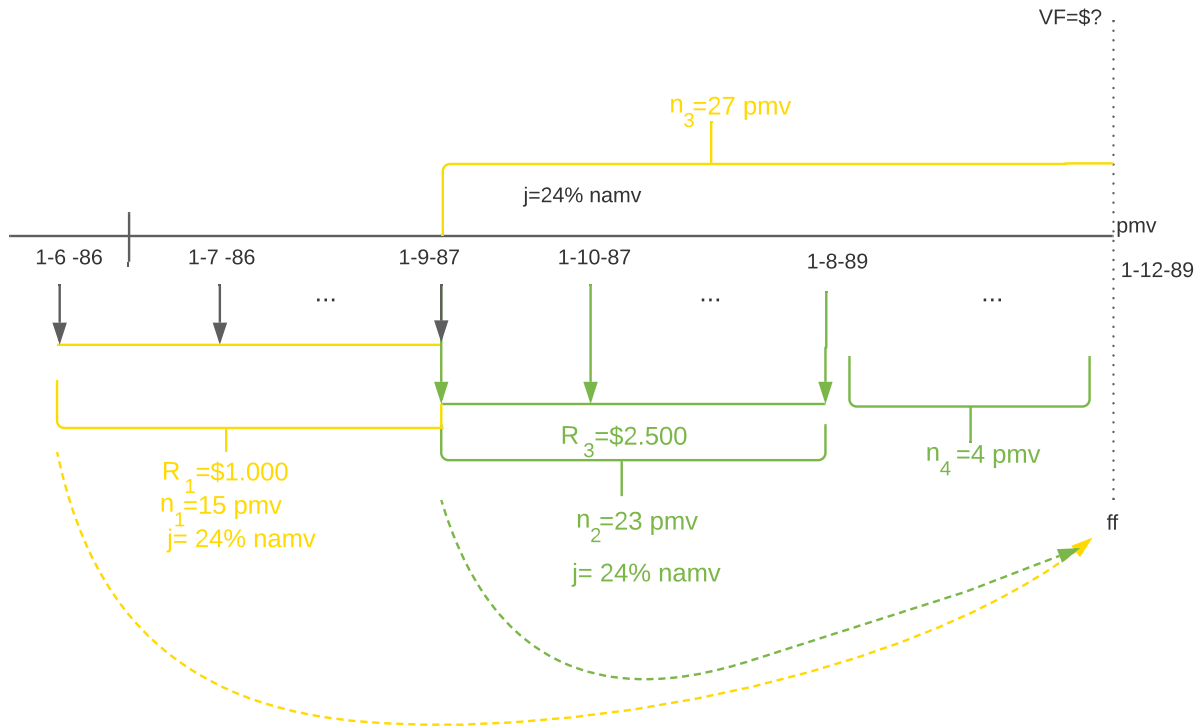 VF=$?
n3=27 pmv
j=24% namv
pmv
1-6 -86
1-7 -86
1-9-87
1-10-87
1-8-89
1-12-89
...
...
...
R1=$1.000
n1=15 pmv
j= 24% namv
R3=$2.500
n2=23 pmv
j= 24% namv
n4 =4 pmv
ff